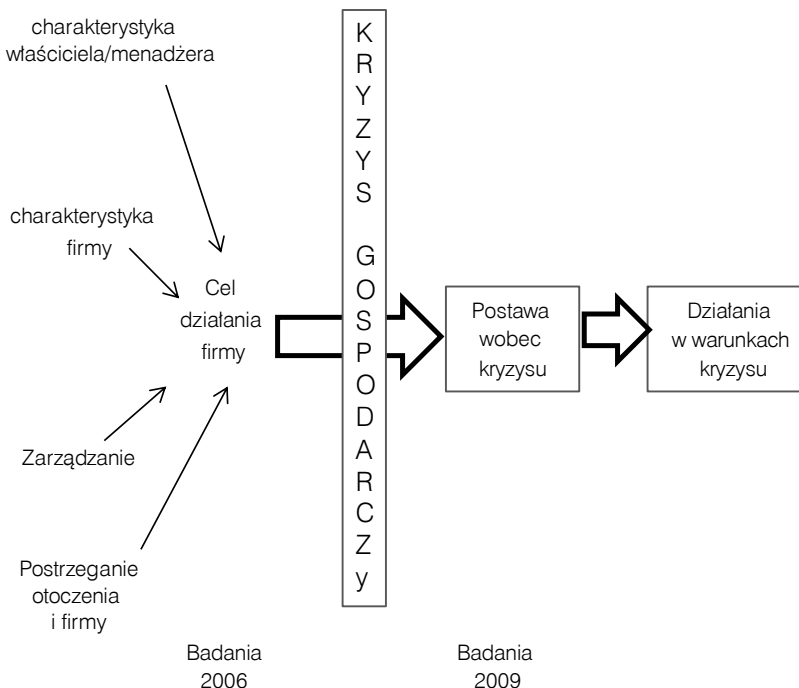 charakterystyka
właściciela/menadżera
charakterystyka
firmy
Cel
działania
firmy
Zarządzanie
Postrzeganie
otoczenia
i firmy
K
R
Y
Z
Y
S
G
O
S
P
O
D
A
R
C
Z
y
Postawa
wobec
kryzysu
Działania
w warunkach
kryzysu
Badania
2006
Badania
2009